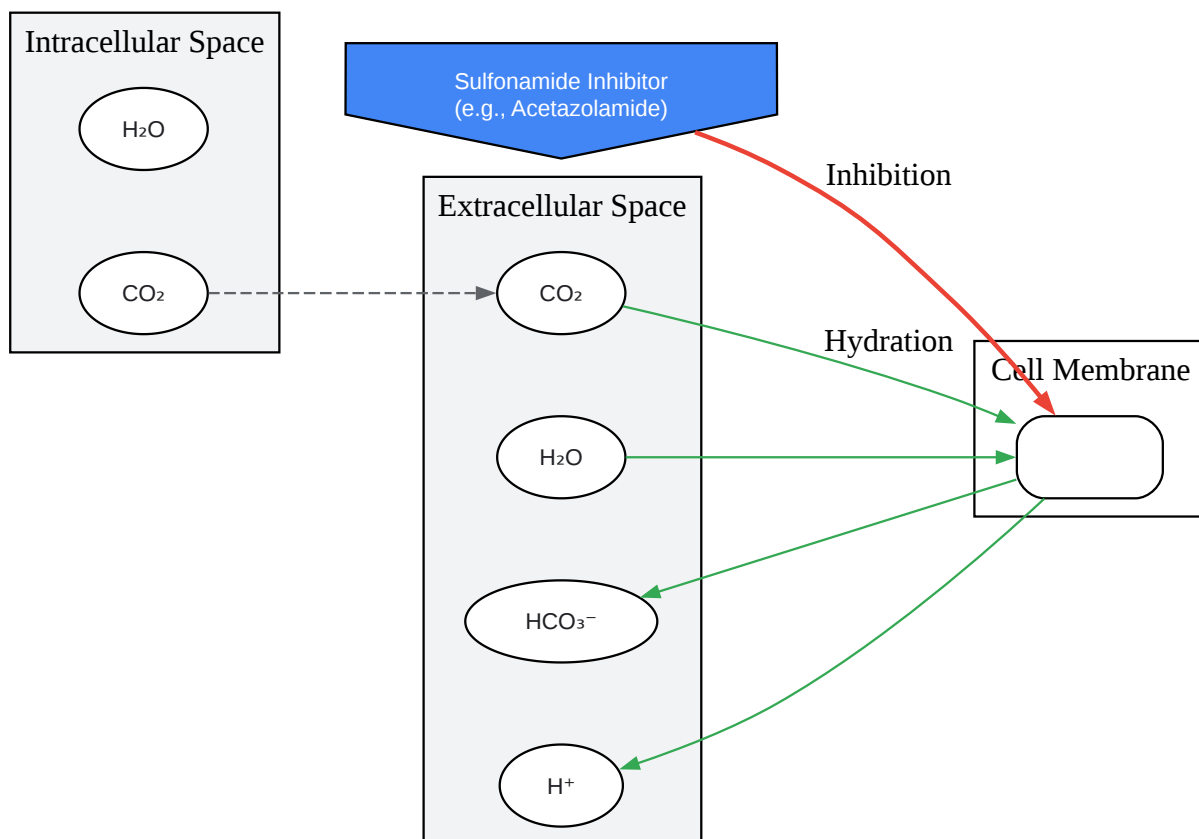 Intracellular Space
H₂O
CO₂
Sulfonamide Inhibitor
(e.g., Acetazolamide)
Extracellular Space
CO₂
H₂O
HCO₃⁻
H⁺
Inhibition
Hydration
Cell Membrane